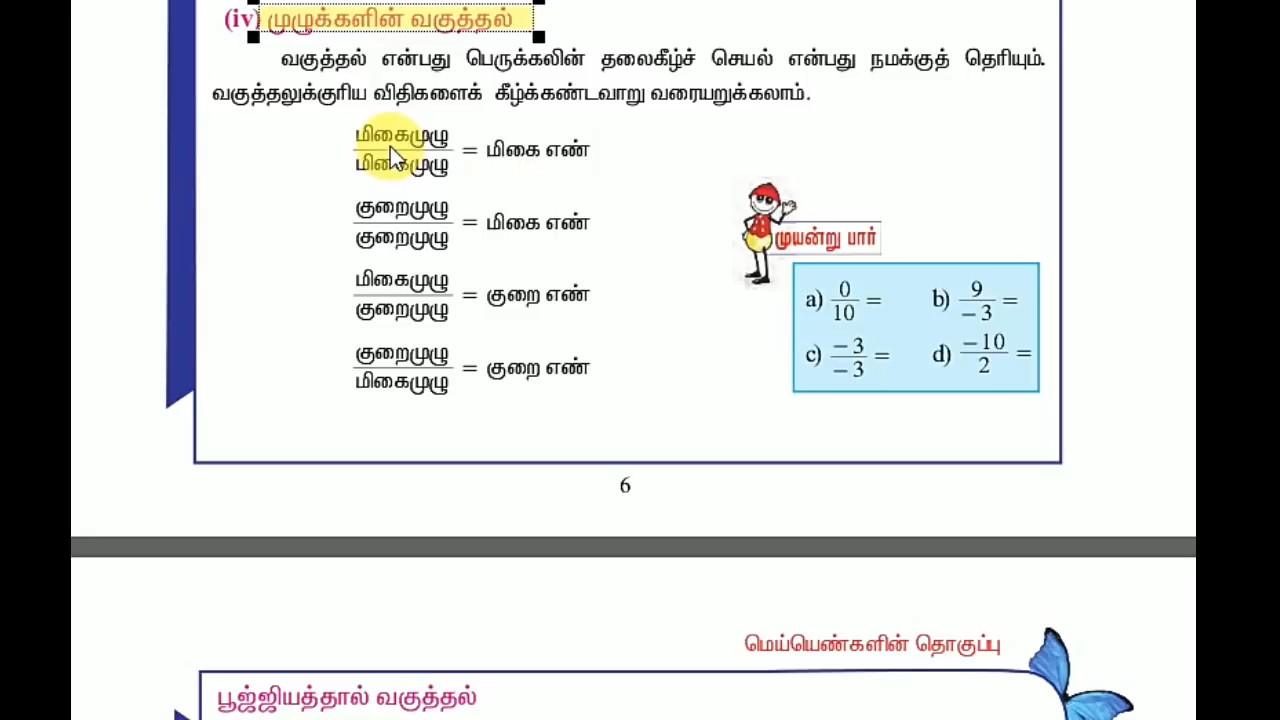 (iv) முழுக்களின் வகுத்தல்
வகுத்தல் என்பது பெருக்கலின் தலைகீழ்ச் செயல் என்பது நமக்குத் தெரியும்.
வகுத்தலுக்குரிய விதிகளைக் கீழ்க்கண்டவாறு வரையறுக்கலாம்.
மிகைமுழு
மிகைமுழு = மிகை எண்
குறைமுழு
குறைமுழு = மிகை எண்
மிகைமுழு
குறைமுழு = குறை எண்
குறைமுழு
மிகைமுழு = குறை எண்
முயன்று பார்
a) 0/10 = b) 9/−3 =
c) −3/−3 = d) −10/2 =
6
மெய்யெண்களின் தொகுப்பு
பூஜ்ஜியத்தால் வகுத்தல்